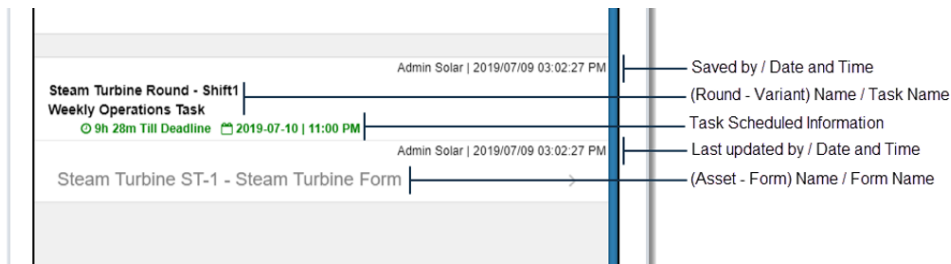 Admin Solar | 2019/07/09 03:02:27 PM
Saved by / Date and Time
Steam Turbine Round - Shift1
(Round - Variant) Name / Task Name
Weekly Operations Task
9h 28m Till Deadline 2019-07-10 | 11:00 PM
Task Scheduled Information
Admin Solar | 2019/07/09 03:02:27 PM
Last updated by / Date and Time
Steam Turbine ST-1 - Steam Turbine Form
(Asset - Form) Name / Form Name